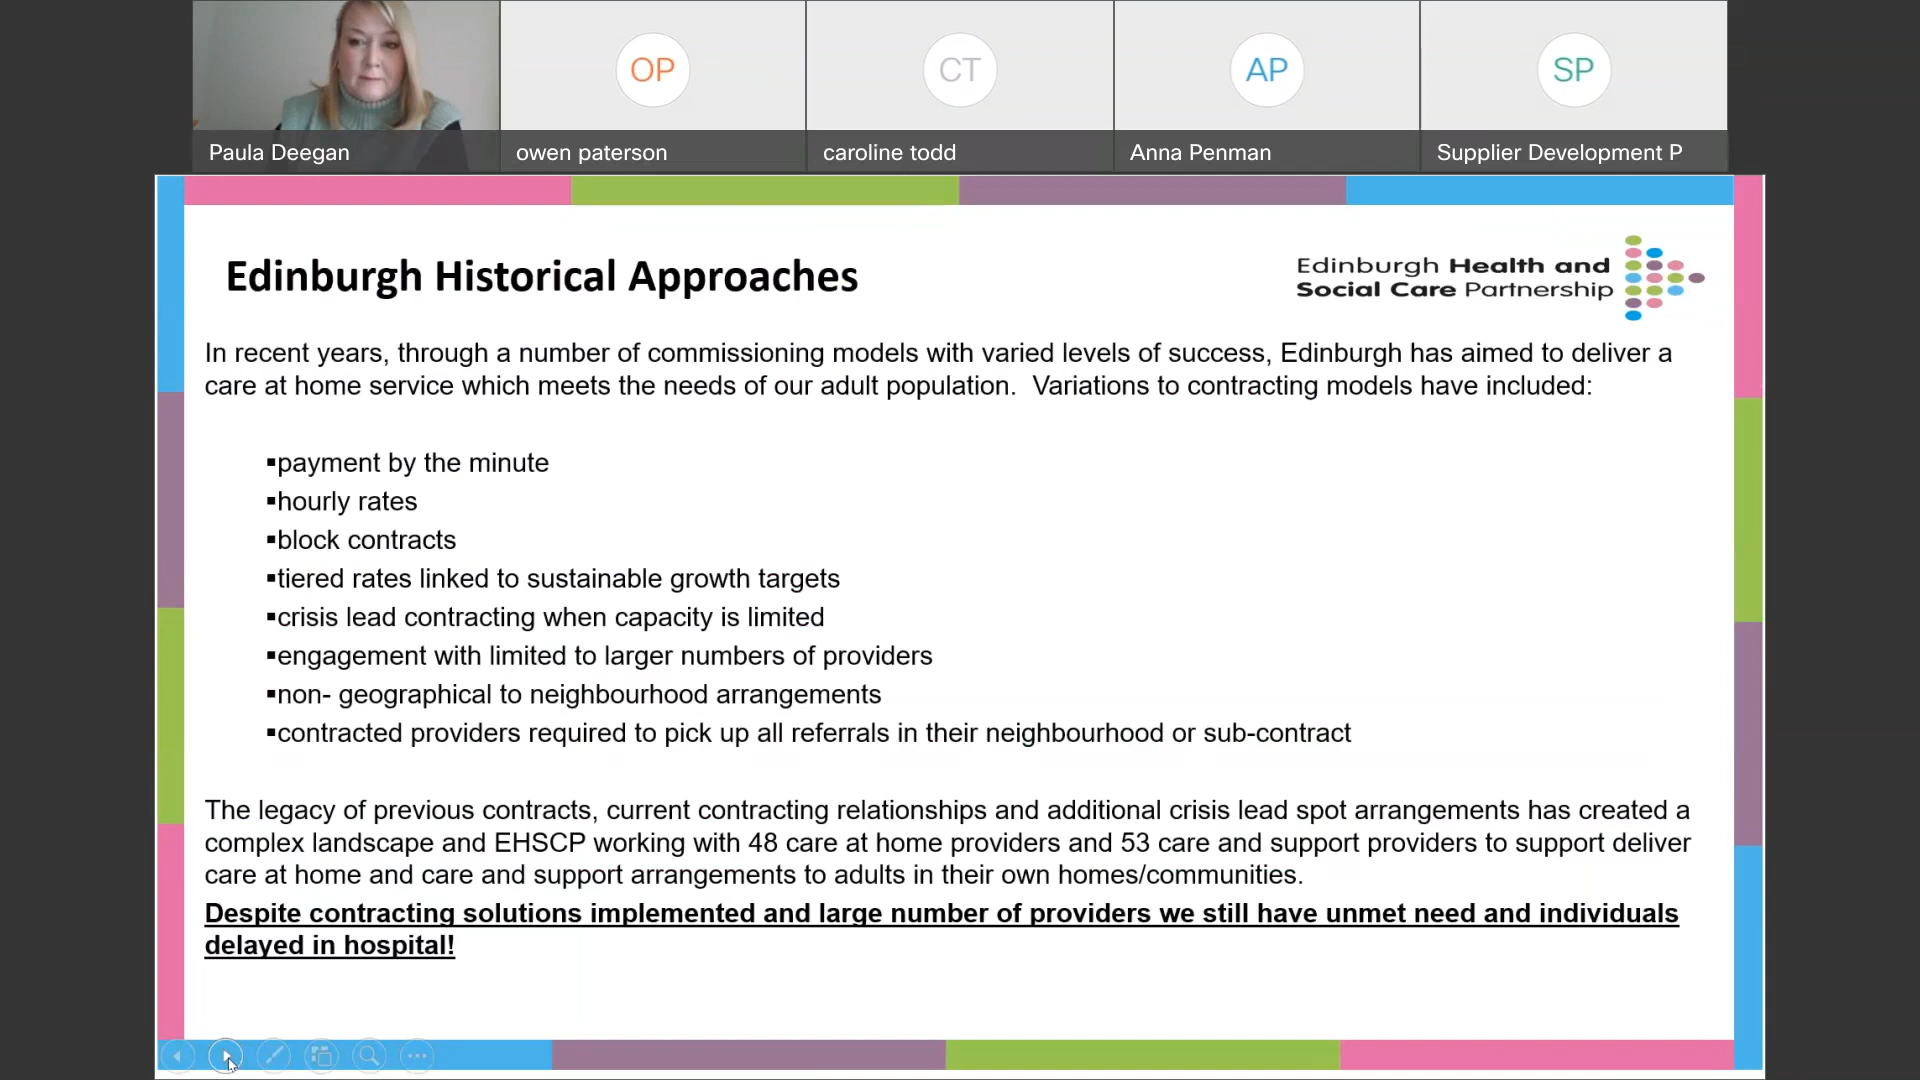 OP
CT
AP
SP
Paula Deegan
owen paterson
caroline todd
Anna Penman
Supplier Development P
Edinburgh Historical Approaches
Edinburgh Health and
Social Care Partnership
In recent years, through a number of commissioning models with varied levels of success, Edinburgh has aimed to deliver a
care at home service which meets the needs of our adult population.  Variations to contracting models have included:
▪payment by the minute
▪hourly rates
▪block contracts
▪tiered rates linked to sustainable growth targets
▪crisis lead contracting when capacity is limited
▪engagement with limited to larger numbers of providers
▪non- geographical to neighbourhood arrangements
▪contracted providers required to pick up all referrals in their neighbourhood or sub-contract
The legacy of previous contracts, current contracting relationships and additional crisis lead spot arrangements has created a
complex landscape and EHSCP working with 48 care at home providers and 53 care and support providers to support deliver
care at home and care and support arrangements to adults in their own homes/communities.
Despite contracting solutions implemented and large number of providers we still have unmet need and individuals
delayed in hospital!